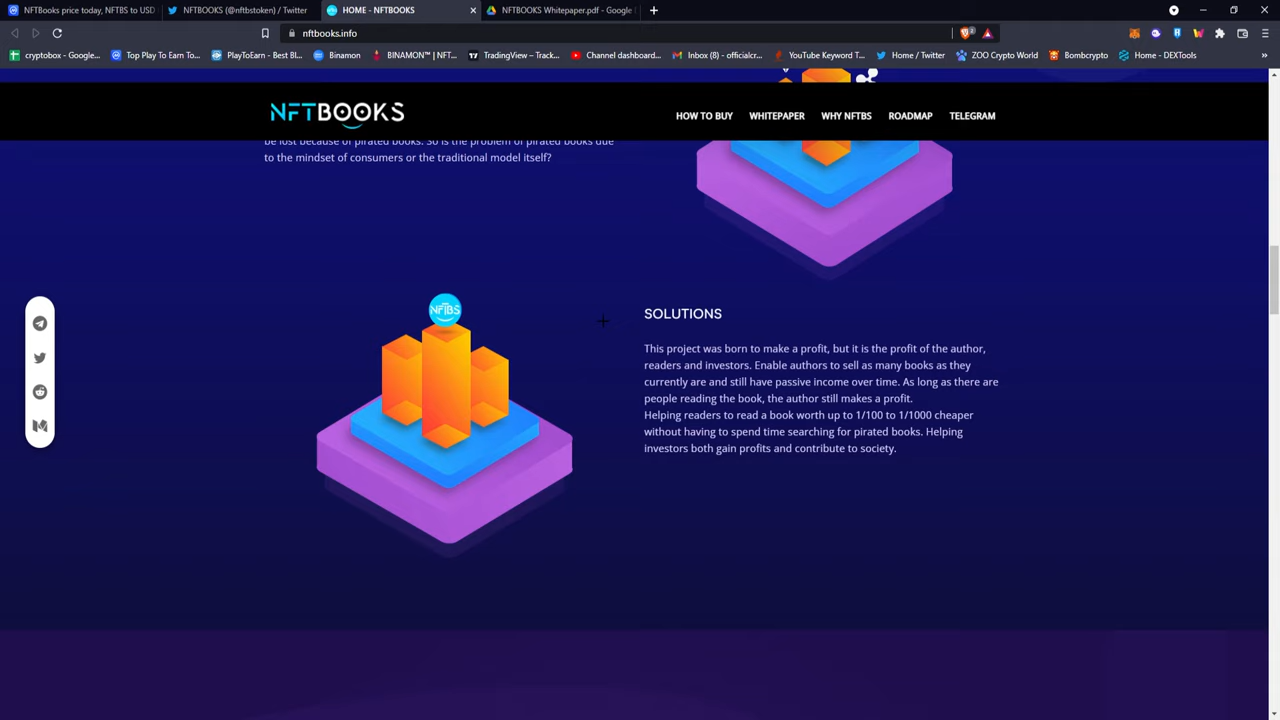 NFTBooks price today, NFTBS to USD
NFTBOOKS (@nftbstoken) / Twitter
HOME - NFTBOOKS
NFTBOOKS Whitepaper.pdf - Google
nftbooks.info
cryptobox - Google...
Top Play To Earn To...
PlayToEarn - Best Bl...
Binamon
BINAMON™ | NFT...
TradingView – Track...
Channel dashboard...
Inbox (8) - officialcr...
YouTube Keyword T...
Home / Twitter
ZOO Crypto World
Bombcrypto
Home - DEXTools
NFTBOOKS
HOW TO BUY
WHITEPAPER
WHY NFTBS
ROADMAP
TELEGRAM
be lost because of pirated books. So is the problem of pirated books due
to the mindset of consumers or the traditional model itself?
NFTBS
SOLUTIONS
This project was born to make a profit, but it is the profit of the author,
readers and investors. Enable authors to sell as many books as they
currently are and still have passive income over time. As long as there are
people reading the book, the author still makes a profit.
Helping readers to read a book worth up to 1/100 to 1/1000 cheaper
without having to spend time searching for pirated books. Helping
investors both gain profits and contribute to society.